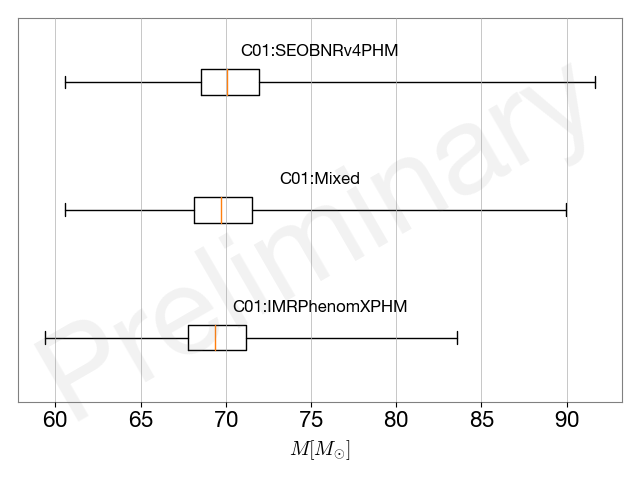 C01:SEOBNRv4PHM
C01:Mixed
C01:IMRPhenomXPHM
Preliminary
60 65 70 75 80 85 90
M[M⊙]